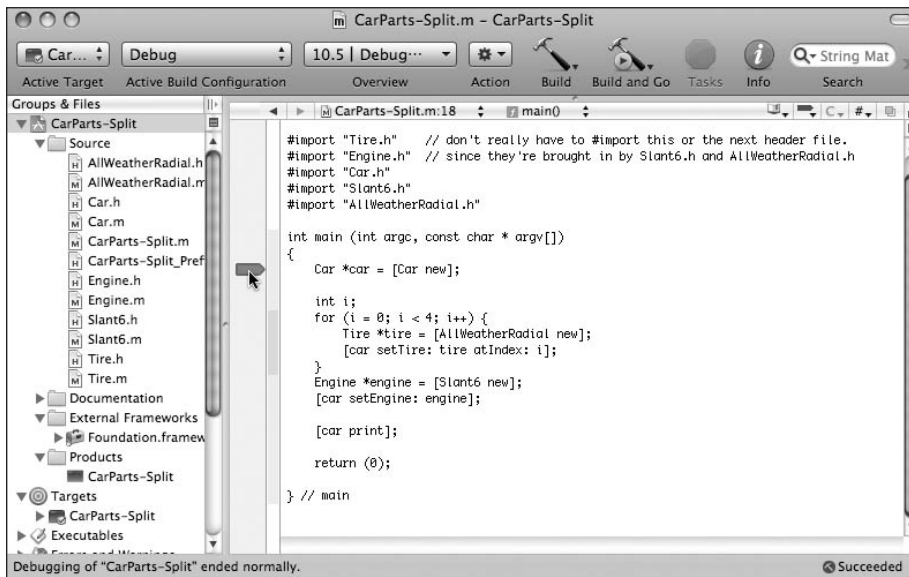 CarParts-Split.m – CarParts-Split
Car...
Debug
10.5 | Debug...
String Mat
Active Target
Active Build Configuration
Overview
Action
Build
Build and Go
Tasks
Info
Search
Groups & Files
CarParts-Split
Source
AllWeatherRadial.h
AllWeatherRadial.m
Car.h
Car.m
CarParts-Split.m
CarParts-Split_Pref
Engine.h
Engine.m
Slant6.h
Slant6.m
Tire.h
Tire.m
Documentation
External Frameworks
Foundation.framew
Products
CarParts-Split
Targets
CarParts-Split
Executables
CarParts-Split.m:18
main()
C
#
#import "Tire.h" // don't really have to #import this or the next header file.
#import "Engine.h" // since they're brought in by Slant6.h and AllWeatherRadial.h
#import "Car.h"
#import "Slant6.h"
#import "AllWeatherRadial.h"
int main (int argc, const char * argv[])
{
Car *car = [Car new];
int i;
for (i = 0; i < 4; i++) {
Tire *tire = [AllWeatherRadial new];
[car setTire: tire atIndex: i];
}
Engine *engine = [Slant6 new];
[car setEngine: engine];
[car print];
return (0);
} // main
Debugging of "CarParts-Split" ended normally.
Succeeded